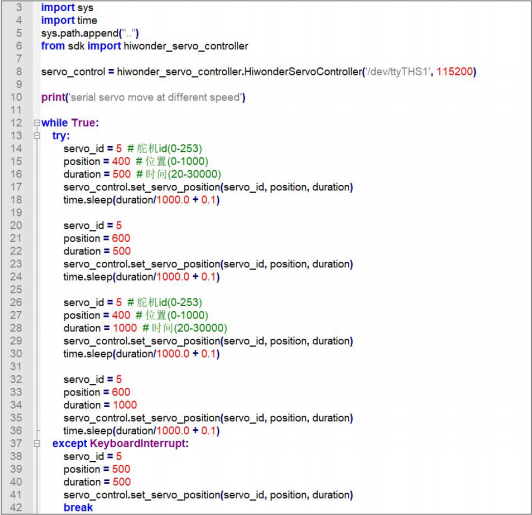 3 import sys
4 import time
5 sys.path.append("..")
6 from sdk import hiwonder_servo_controller
7
8 servo_control = hiwonder_servo_controller.HiwonderServoController('/dev/ttyTHS1', 115200)
9
10 print('serial servo move at different speed')
11
12 while True:
13 try:
14 servo_id = 5 # 舵机id(0-253)
15 position = 400 # 位置(0-1000)
16 duration = 500 # 时间(20-30000)
17 servo_control.set_servo_position(servo_id, position, duration)
18 time.sleep(duration/1000.0 + 0.1)
19
20 servo_id = 5
21 position = 600
22 duration = 500
23 servo_control.set_servo_position(servo_id, position, duration)
24 time.sleep(duration/1000.0 + 0.1)
25
26 servo_id = 5 # 舵机id(0-253)
27 position = 400 # 位置(0-1000)
28 duration = 1000 # 时间(20-30000)
29 servo_control.set_servo_position(servo_id, position, duration)
30 time.sleep(duration/1000.0 + 0.1)
31
32 servo_id = 5
33 position = 600
34 duration = 1000
35 servo_control.set_servo_position(servo_id, position, duration)
36 time.sleep(duration/1000.0 + 0.1)
37 except KeyboardInterrupt:
38 servo_id = 5
39 position = 500
40 duration = 500
41 servo_control.set_servo_position(servo_id, position, duration)
42 break